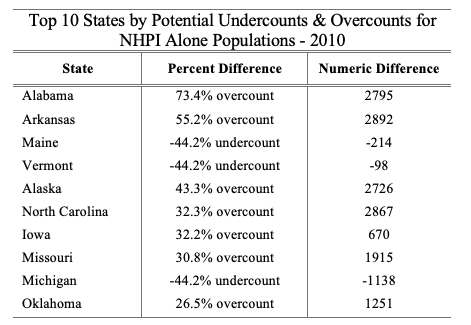 Top 10 States by Potential Undercounts & Overcounts for
NHPI Alone Populations - 2010
State Percent Difference Numeric Difference
Alabama 73.4% overcount 2795
Arkansas 55.2% overcount 2892
Maine -44.2% undercount -214
Vermont -44.2% undercount -98
Alaska 43.3% overcount 2726
North Carolina 32.3% overcount 2867
Iowa 32.2% overcount 670
Missouri 30.8% overcount 1915
Michigan -44.2% undercount -1138
Oklahoma 26.5% overcount 1251